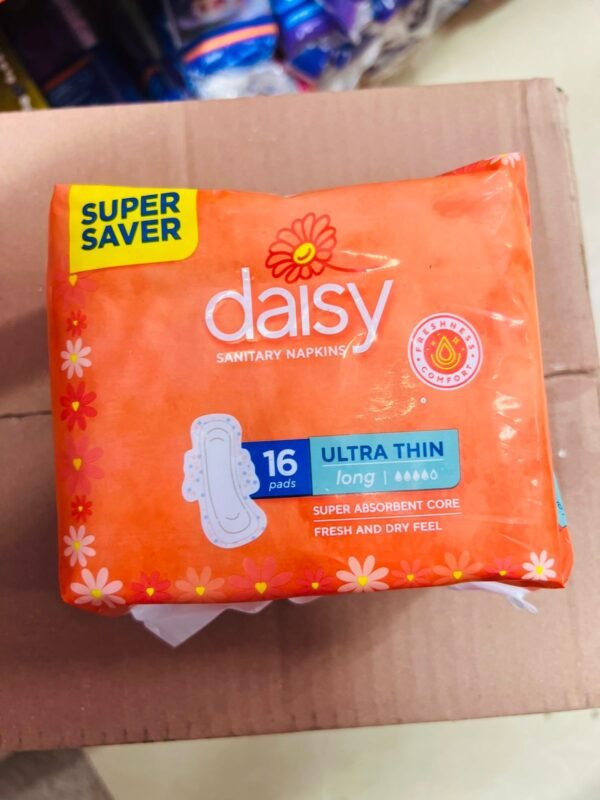 SUPER
SAVER
daisy
SANITARY NAPKINS
FRESHNESS
COMFORT
16
pads
ULTRA THIN
long |
SUPER ABSORBENT CORE
FRESH AND DRY FEEL